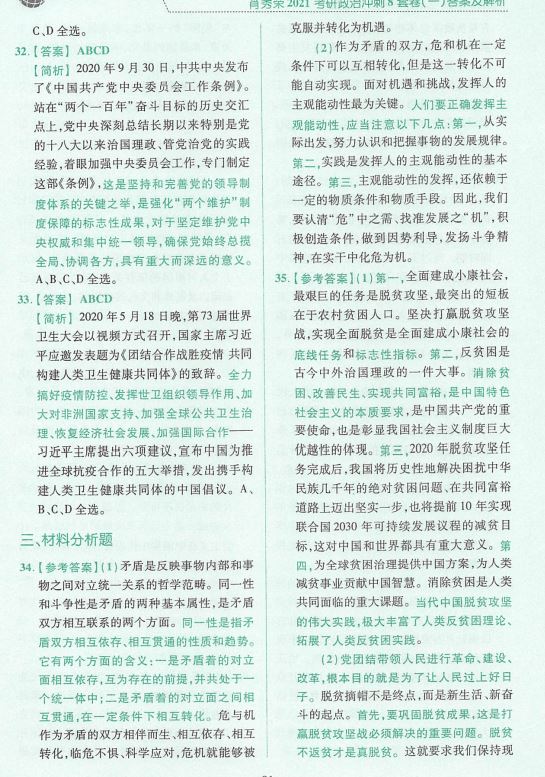 肖秀荣2021考研政治冲刺8套卷(一)答案及解析
C、D全选。
32.【答案】 ABCD
【简析】 2020年9月30日,中共中央发布
了《中国共产党中央委员会工作条例》。
站在“两个一百年”奋斗目标的历史交汇
点上,党中央深刻总结长期以来特别是党
的十八大以来治国理政、管党治党的实践
经验,着眼加强中央委员会工作,专门制定
这部《条例》,这是坚持和完善党的领导制
度体系的关键之举,是强化“两个维护”制
度保障的标志性成果,对于坚定维护党中
央权威和集中统一领导,确保党始终总揽
全局、协调各方,具有重大而深远的意义。
A、B、C、D全选。
33.【答案】 ABCD
【简析】 2020年5月18日晚,第73届世界
卫生大会以视频方式召开,国家主席习近
平应邀发表题为《团结合作战胜疫情 共同
构建人类卫生健康共同体》的致辞。全力
搞好疫情防控、发挥世卫组织领导作用、加
大对非洲国家支持、加强全球公共卫生治
理、恢复经济社会发展、加强国际合作——
习近平主席提出六项建议,宣布中国为推
进全球抗疫合作的五大举措,发出携手构
建人类卫生健康共同体的中国倡议。A、
B、C、D全选。
三、材料分析题
34.【参考答案】(1)矛盾是反映事物内部和事
物之间对立统一关系的哲学范畴。同一性
和斗争性是矛盾的两种基本属性,是矛盾
双方相互联系的两个方面。同一性是指矛
盾双方相互依存、相互贯通的性质和趋势。
它有两个方面的含义:一是矛盾着的对立
面相互依存,互为存在的前提,并共处于一
个统一体中;二是矛盾着的对立面之间相
互贯通,在一定条件下相互转化。危与机
作为矛盾的双方相伴而生、相互依存、相互
转化,临危不惧、科学应对,危机就能够被
克服并转化为机遇。
(2)作为矛盾的双方,危和机在一定
条件下可以互相转化,但是这一转化不可
能自动实现。面对机遇和挑战,发挥人的
主观能动性最为关键。人们要正确发挥主
观能动性,应当注意以下几点:第一,从实
际出发,努力认识和把握事物的发展规律。
第二,实践是发挥人的主观能动性的基本
途径。第三,主观能动性的发挥,还依赖于
一定的物质条件和物质手段。因此,我们
要认清“危”中之需、找准发展之“机”,积
极创造条件,做到因势利导,发扬斗争精
神,在实干中化危为机。
35.【参考答案】(1)第一,全面建成小康社会,
最艰巨的任务是脱贫攻坚,最突出的短板
在于农村贫困人口。坚决打赢脱贫攻坚
战,实现全面脱贫是全面建成小康社会的
底线任务和标志性指标。第二,反贫困是
古今中外治国理政的一件大事。消除贫
困、改善民生、实现共同富裕,是中国特色
社会主义的本质要求,是中国共产党的重
要使命,也是彰显我国社会主义制度巨大
优越性的体现。第三,2020年脱贫攻坚任
务完成后,我国将历史性地解决困扰中华
民族几千年的绝对贫困问题、在共同富裕
道路上迈出坚实一步,也将提前10年实现
联合国2030年可持续发展议程的减贫目
标,这对中国和世界都具有重大意义。第
四,为全球贫困治理提供中国方案,为人类
减贫事业贡献中国智慧。消除贫困是人类
共同面临的重大课题。当代中国脱贫攻坚
的伟大实践,极大丰富了人类反贫困理论、
拓展了人类反贫困实践。
(2)党团结带领人民进行革命、建设、
改革,根本目的就是为了让人民过上好日
子。脱贫摘帽不是终点,而是新生活、新奋
斗的起点。首先,要巩固脱贫成果,这是打
赢脱贫攻坚战必须解决的重要问题。脱贫
不返贫才是真脱贫。这就要求我们保持现